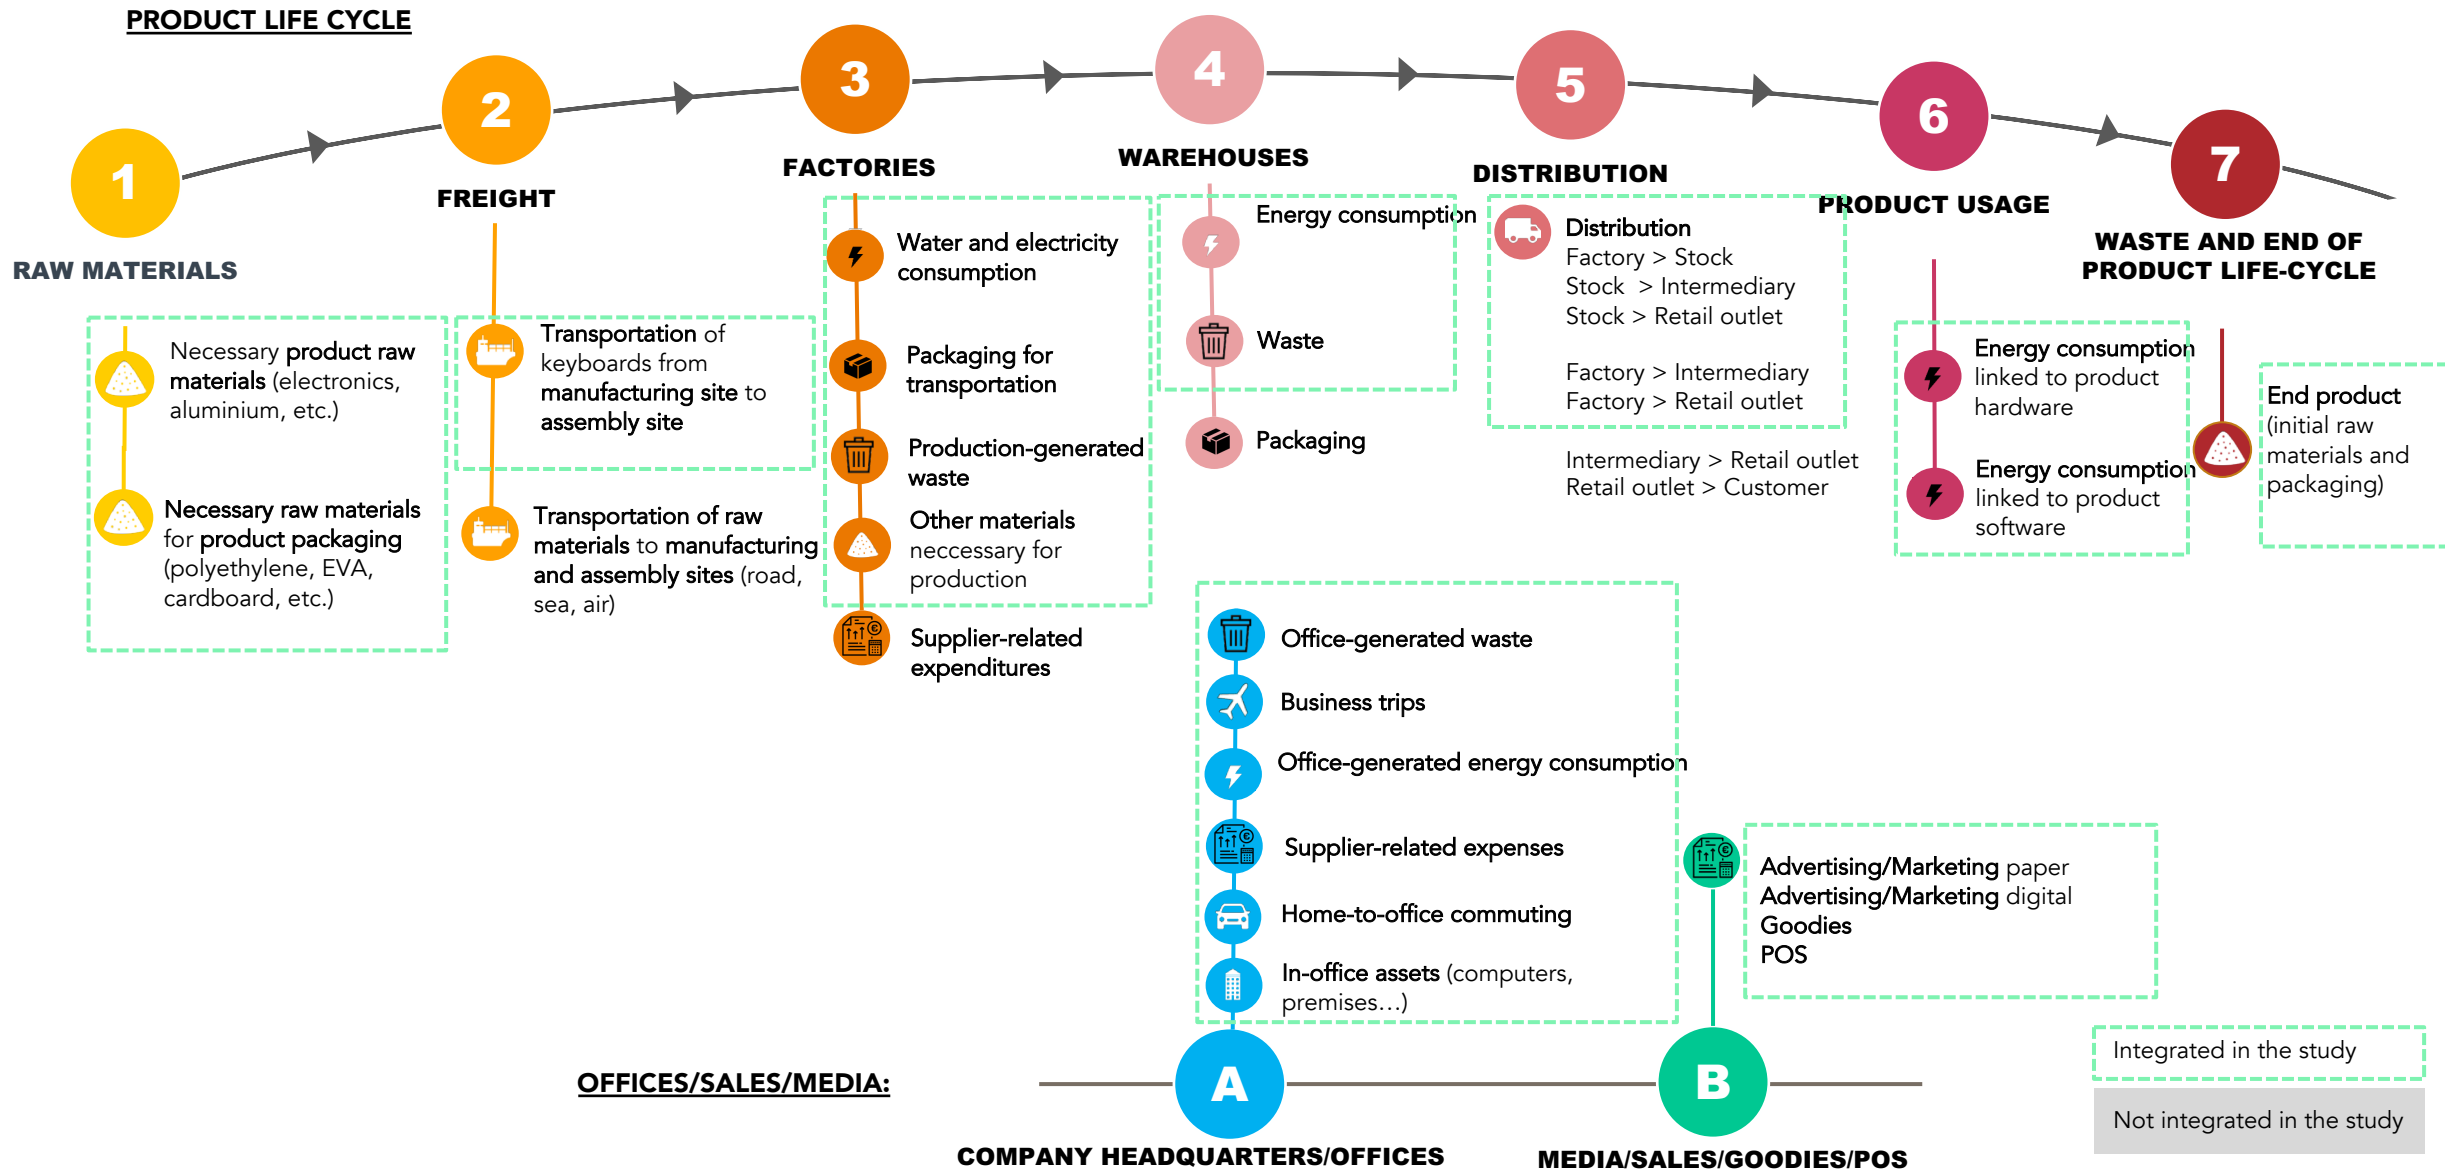 PRODUCT LIFE CYCLE
1
RAW MATERIALS
Necessary product raw
materials (electronics,
aluminium, etc.)
Necessary raw materials
for product packaging
(polyethylene, EVA,
cardboard, etc.)
2
FREIGHT
Transportation of
keyboards from
manufacturing site to
assembly site
Transportation of raw
materials to manufacturing
and assembly sites (road,
sea, air)
3
FACTORIES
Water and electricity
consumption
Packaging for
transportation
Production-generated
waste
Other materials
neccessary for
production
Supplier-related
expenditures
4
WAREHOUSES
Energy consumption
Waste
Packaging
5
DISTRIBUTION
Distribution
Factory > Stock
Stock > Intermediary
Stock > Retail outlet
Factory > Intermediary
Factory > Retail outlet
Intermediary > Retail outlet
Retail outlet > Customer
6
PRODUCT USAGE
Energy consumption
linked to product
hardware
Energy consumption
linked to product
software
7
WASTE AND END OF
PRODUCT LIFE-CYCLE
End product
(initial raw
materials and
packaging)
Office-generated waste
Business trips
Office-generated energy consumption
Supplier-related expenses
Home-to-office commuting
In-office assets (computers,
premises...)
Advertising/Marketing paper
Advertising/Marketing digital
Goodies
POS
OFFICES/SALES/MEDIA:
A
COMPANY HEADQUARTERS/OFFICES
B
MEDIA/SALES/GOODIES/POS
Integrated in the study
Not integrated in the study